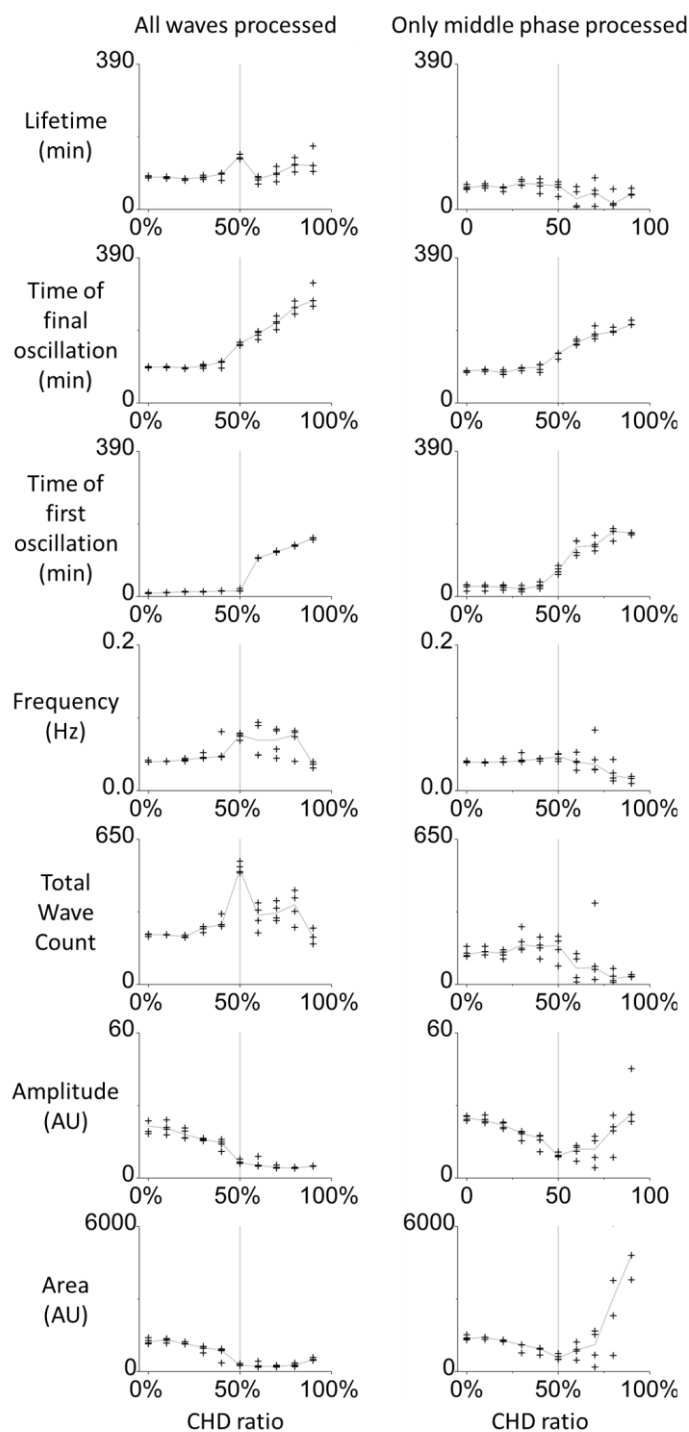 All waves processed Only middle phase processed
390 390
Lifetime
(min)
0 0
0% 50% 100% 0 50 100
390 390
Time of
final
oscillation
(min)
0 0
0% 50% 100% 0% 50% 100%
390 390
Time of
first
oscillation
(min)
0 0
0% 50% 100% 0% 50% 100%
0.2 0.2
Frequency
(Hz)
0.0 0.0
0% 50% 100% 0% 50% 100%
650 650
Total
Wave
Count
0 0
0% 50% 100% 0% 50% 100%
60 60
Amplitude
(AU)
0 0
0% 50% 100% 0 50 100
6000 6000
Area
(AU)
0 0
0% 50% 100% 0% 50% 100%
CHD ratio CHD ratio